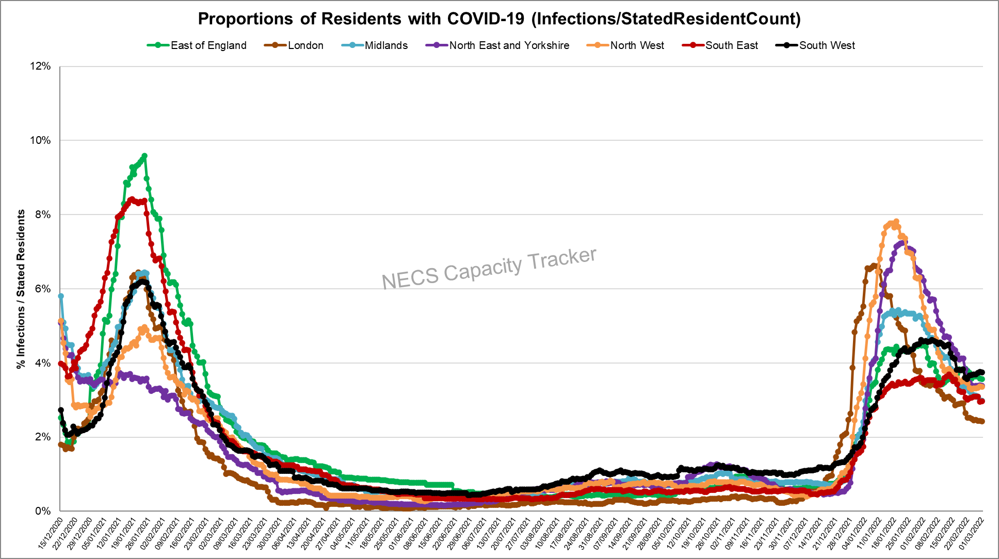 Proportions of Residents with COVID-19 (Infections/StatedResidentCount)
East of England London Midlands North East and Yorkshire North West South East South West
12%
10%
8%
6%
4%
2%
0%
% Infections / Stated Residents
NECS Capacity Tracker
15/12/2020 22/12/2020 29/12/2020 05/01/2021 12/01/2021 19/01/2021 26/01/2021 02/02/2021 09/02/2021 16/02/2021 23/02/2021 02/03/2021 09/03/2021 16/03/2021 23/03/2021 30/03/2021 06/04/2021 13/04/2021 20/04/2021 27/04/2021 04/05/2021 11/05/2021 18/05/2021 25/05/2021 01/06/2021 08/06/2021 15/06/2021 22/06/2021 29/06/2021 06/07/2021 13/07/2021 20/07/2021 27/07/2021 03/08/2021 10/08/2021 17/08/2021 24/08/2021 31/08/2021 07/09/2021 14/09/2021 21/09/2021 28/09/2021 05/10/2021 12/10/2021 19/10/2021 26/10/2021 02/11/2021 09/11/2021 16/11/2021 23/11/2021 30/11/2021 07/12/2021 14/12/2021 21/12/2021 28/12/2021 04/01/2022 11/01/2022 18/01/2022 25/01/2022 01/02/2022 08/02/2022 15/02/2022 22/02/2022 01/03/2022